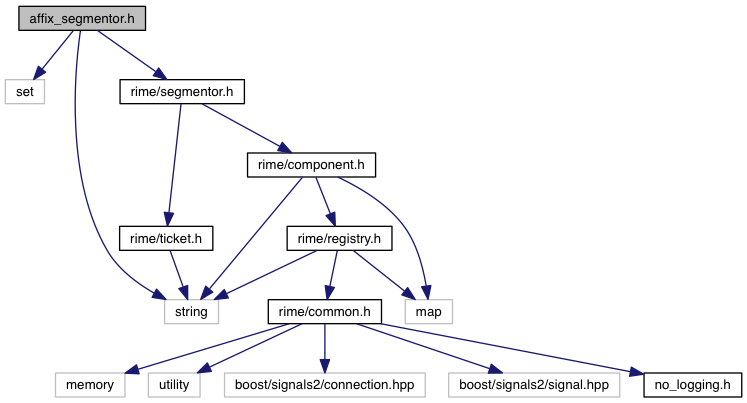 affix_segmentor.h
set
rime/segmentor.h
rime/component.h
rime/ticket.h
rime/registry.h
string
rime/common.h
map
memory
utility
boost/signals2/connection.hpp
boost/signals2/signal.hpp
no_logging.h